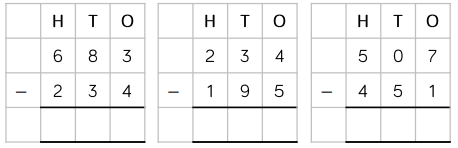 H T O H T O H T O
6 8 3 2 3 4 5 0 7
– 2 3 4 – 1 9 5 – 4 5 1